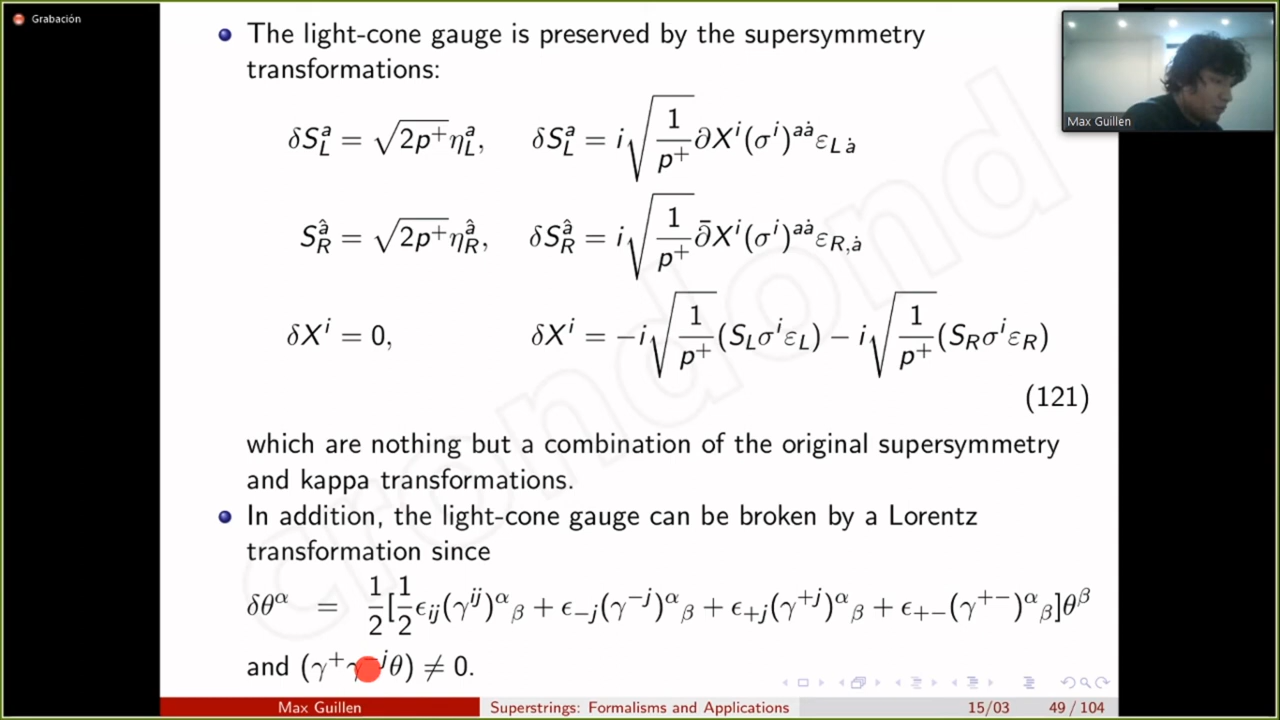 Grabación
• The light-cone gauge is preserved by the supersymmetry
transformations:
δS_L^a = √(2p⁺) η_L^a, δS_L^a = i√(1/p⁺) ∂X^i(σ^i)^{aȧ} ε_{L ȧ}
S_R^â = √(2p⁺) η_R^â, δS_R^â = i√(1/p⁺) ∂̄X^i(σ^i)^{aȧ} ε_{R,ȧ}
δX^i = 0, δX^i = −i√(1/p⁺) (S_L σ^i ε_L) − i√(1/p⁺) (S_R σ^i ε_R)
(121)
which are nothing but a combination of the original supersymmetry
and kappa transformations.
• In addition, the light-cone gauge can be broken by a Lorentz
transformation since
δθ^α = 1/2[1/2 ϵ_{ij}(γ^{ij})^α_β + ϵ_{−j}(γ^{−j})^α_β + ϵ_{+j}(γ^{+j})^α_β + ϵ_{+−}(γ^{+−})^α_β]θ^β
and (γ⁺γ^{−j}θ) ≠ 0.
Max Guillen Superstrings: Formalisms and Applications 15/03 49 / 104
Max Guillen
crondond